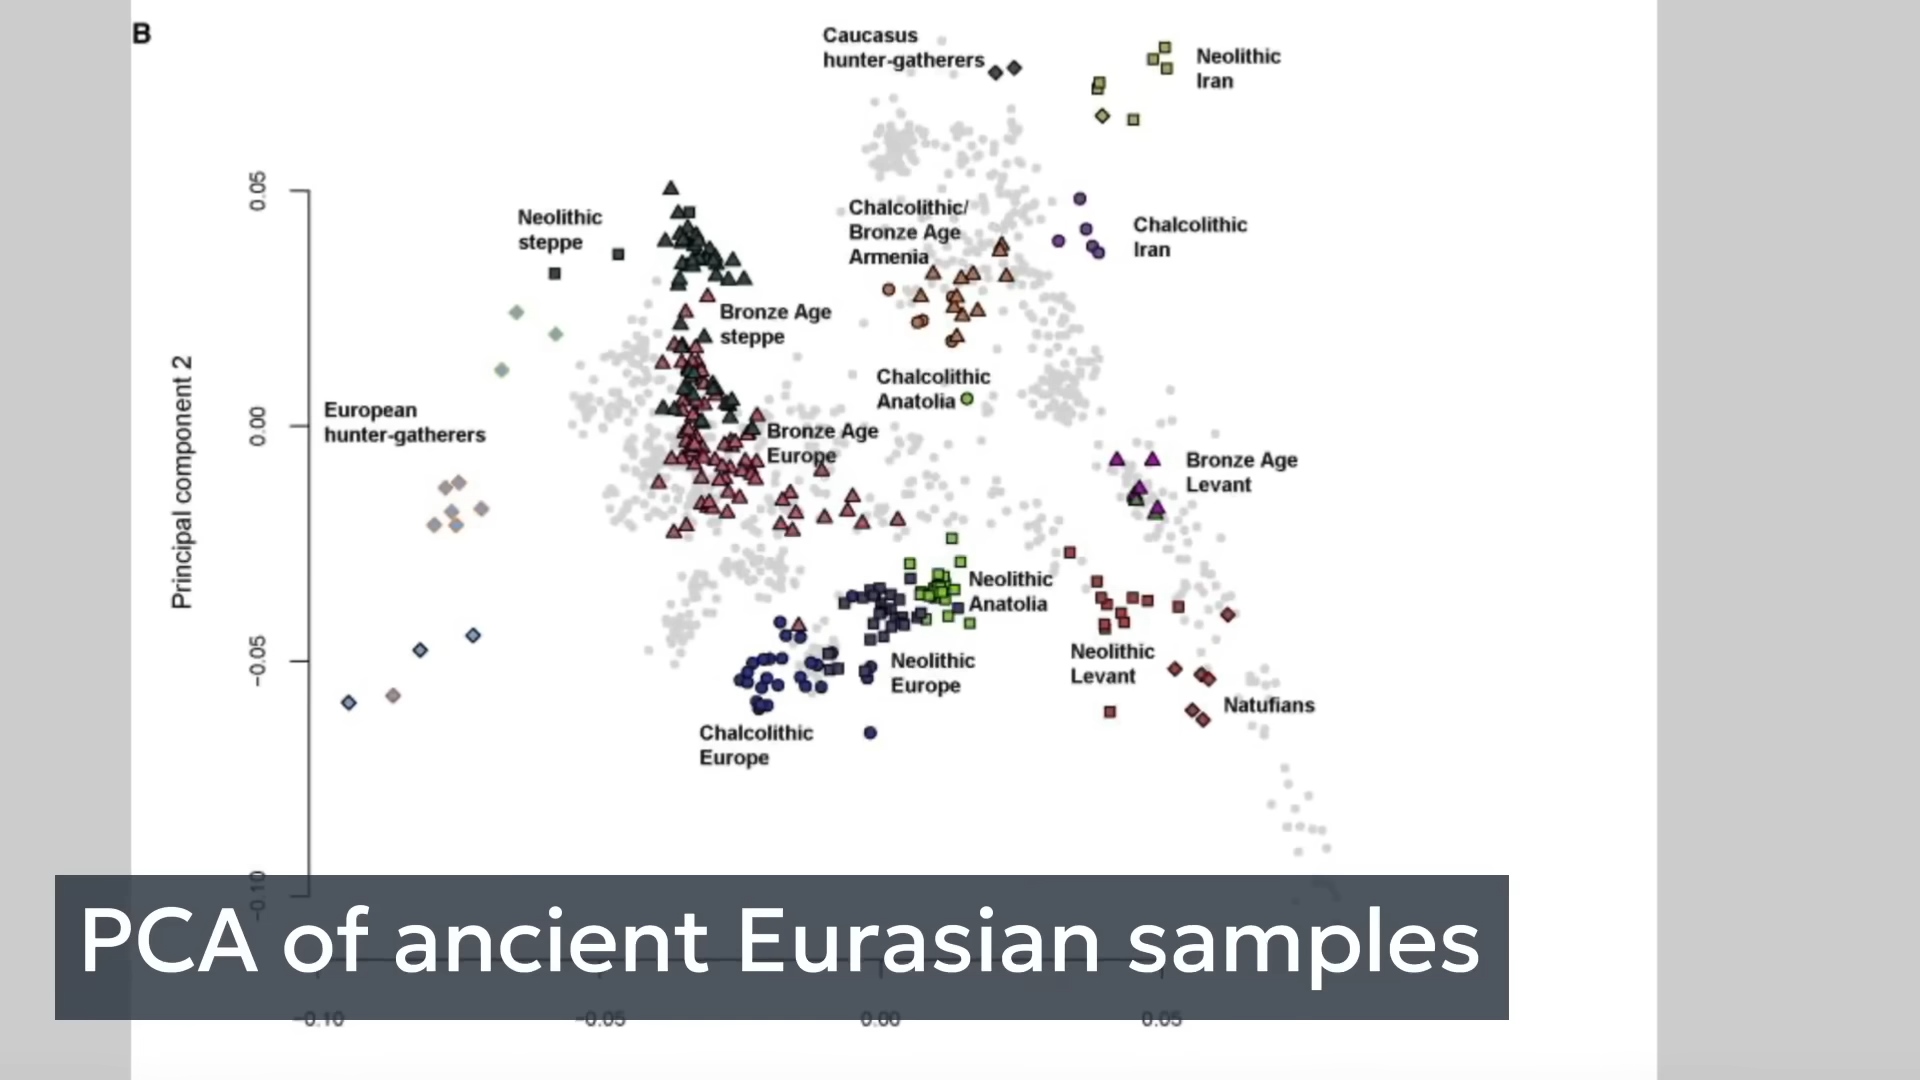 B
Caucasus
hunter-gatherers
Neolithic
Iran
0.05
Neolithic
steppe
Chalcolithic/
Bronze Age
Armenia
Chalcolithic
Iran
Bronze Age
steppe
Principal component 2
Chalcolithic
Anatolia
0.00
European
hunter-gatherers
Bronze Age
Europe
Bronze Age
Levant
Neolithic
Anatolia
-0.05
Neolithic
Europe
Neolithic
Levant
Natufians
Chalcolithic
Europe
-0.10
PCA of ancient Eurasian samples
-0.10
-0.05
0.00
0.05